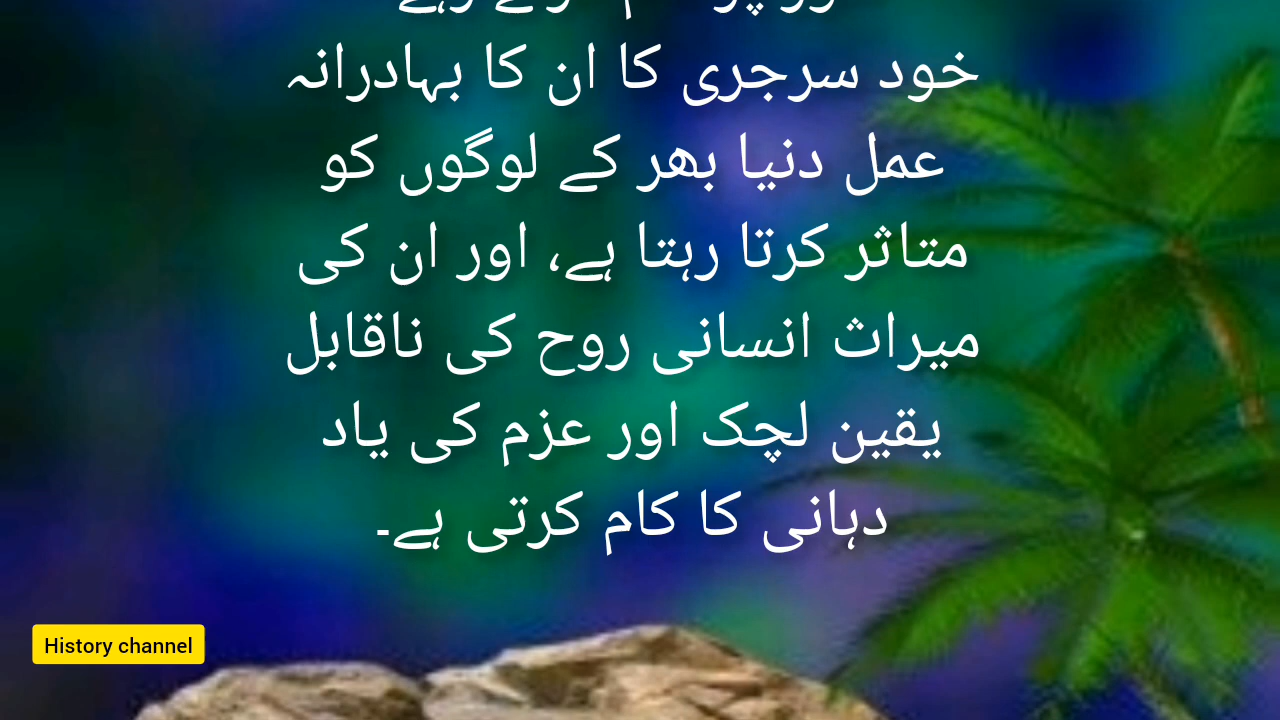 خود سرجری کا ان کا بہادرانہ
عمل دنیا بھر کے لوگوں کو
متاثر کرتا رہتا ہے، اور ان کی
میراث انسانی روح کی ناقابل
یقین لچک اور عزم کی یاد
دہانی کا کام کرتی ہے۔
History channel